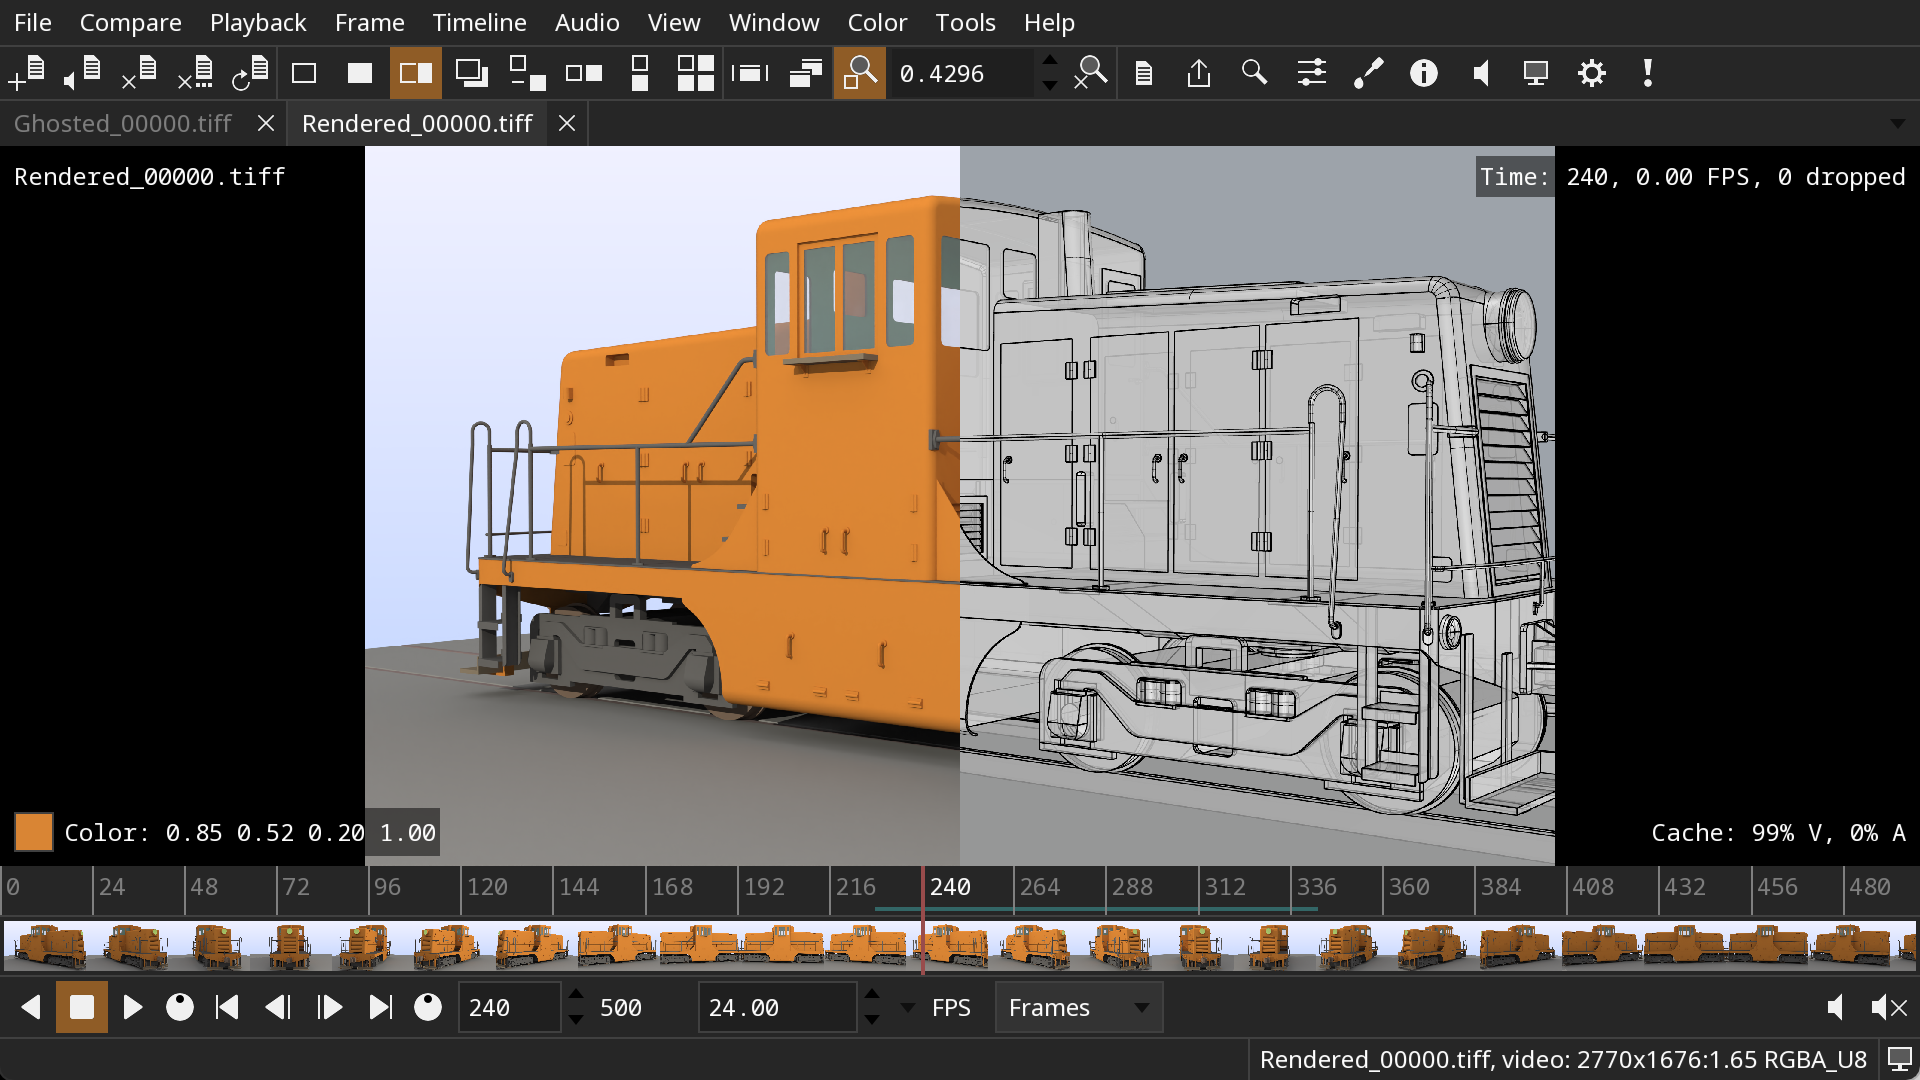 File Compare Playback Frame Timeline Audio View Window Color Tools Help
0.4296
Ghosted_00000.tiff Rendered_00000.tiff
Rendered_00000.tiff Time: 240, 0.00 FPS, 0 dropped
Color: 0.85 0.52 0.20 1.00 Cache: 99% V, 0% A
0 24 48 72 96 120 144 168 192 216 240 264 288 312 336 360 384 408 432 456 480
240 500 24.00 FPS Frames
Rendered_00000.tiff, video: 2770x1676:1.65 RGBA_U8